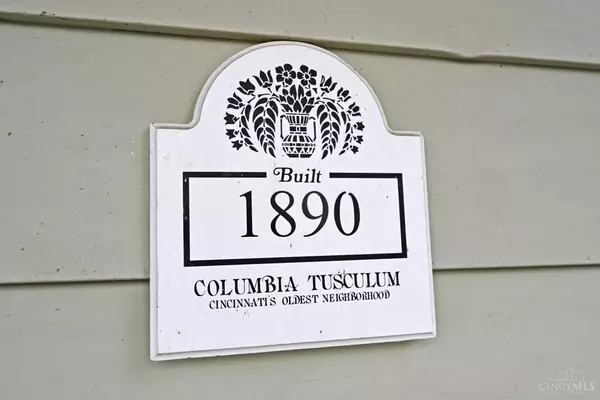 Built
1890
COLUMBIA TUSCULUM
CINCINNATI'S OLDEST NEIGHBORHOOD
CINCYMLS